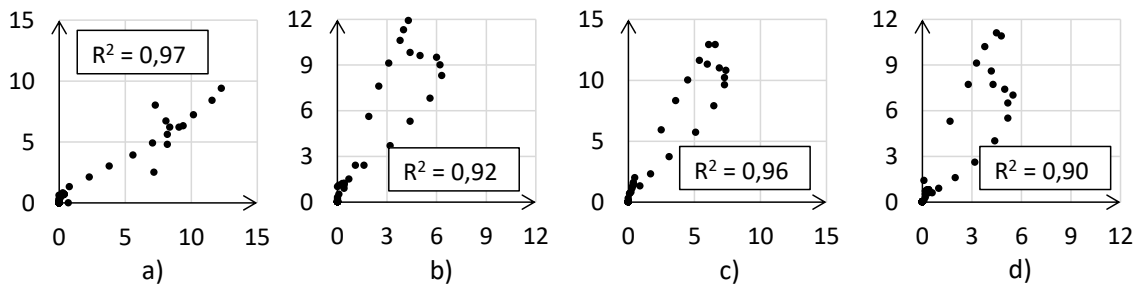 15 10 5 0
R² = 0,97
0 5 10 15
a)
12 9 6 3 0
R² = 0,92
0 3 6 9 12
b)
15 10 5 0
R² = 0,96
0 5 10 15
c)
12 9 6 3 0
R² = 0,90
0 3 6 9 12
d)